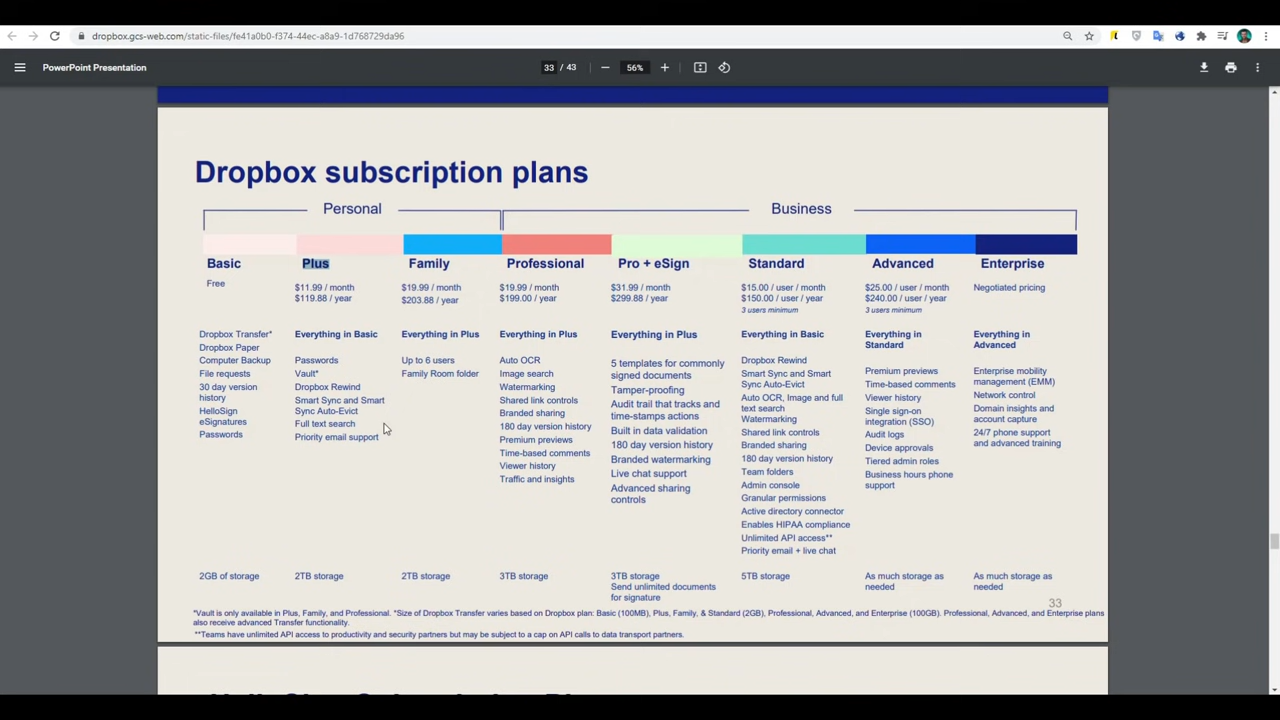 dropbox.gcs-web.com/static-files/fe41a0b0-f374-44ec-a8a9-1d768729da96
PowerPoint Presentation
33 / 43
56%
Dropbox subscription plans
Personal
Business
Basic
Free
Dropbox Transfer*
Dropbox Paper
Computer Backup
File requests
30 day version
history
HelloSign
eSignatures
Passwords
2GB of storage
Plus
$11.99 / month
$119.88 / year
Everything in Basic
Passwords
Vault*
Dropbox Rewind
Smart Sync and Smart
Sync Auto-Evict
Full text search
Priority email support
2TB storage
Family
$19.99 / month
$203.88 / year
Everything in Plus
Up to 6 users
Family Room folder
2TB storage
Professional
$19.99 / month
$199.00 / year
Everything in Plus
Auto OCR
Image search
Watermarking
Shared link controls
Branded sharing
180 day version history
Premium previews
Time-based comments
Viewer history
Traffic and insights
3TB storage
Pro + eSign
$31.99 / month
$299.88 / year
Everything in Plus
5 templates for commonly
signed documents
Tamper-proofing
Audit trail that tracks and
time-stamps actions
Built in data validation
180 day version history
Branded watermarking
Live chat support
Advanced sharing
controls
3TB storage
Send unlimited documents
for signature
Standard
$15.00 / user / month
$150.00 / user / year
3 users minimum
Everything in Basic
Dropbox Rewind
Smart Sync and Smart
Sync Auto-Evict
Auto OCR, Image and full
text search
Watermarking
Shared link controls
Branded sharing
180 day version history
Team folders
Admin console
Granular permissions
Active directory connector
Enables HIPAA compliance
Unlimited API access**
Priority email + live chat
5TB storage
Advanced
$25.00 / user / month
$240.00 / user / year
3 users minimum
Everything in
Standard
Premium previews
Time-based comments
Viewer history
Single sign-on
integration (SSO)
Audit logs
Device approvals
Tiered admin roles
Business hours phone
support
As much storage as
needed
Enterprise
Negotiated pricing
Everything in
Advanced
Enterprise mobility
management (EMM)
Network control
Domain insights and
account capture
24/7 phone support
and advanced training
As much storage as
needed
33
*Vault is only available in Plus, Family, and Professional. *Size of Dropbox Transfer varies based on Dropbox plan: Basic (100MB), Plus, Family, & Standard (2GB), Professional, Advanced, and Enterprise (100GB). Professional, Advanced, and Enterprise plans
also receive advanced Transfer functionality.
**Teams have unlimited API access to productivity and security partners but may be subject to a cap on API calls to data transport partners.